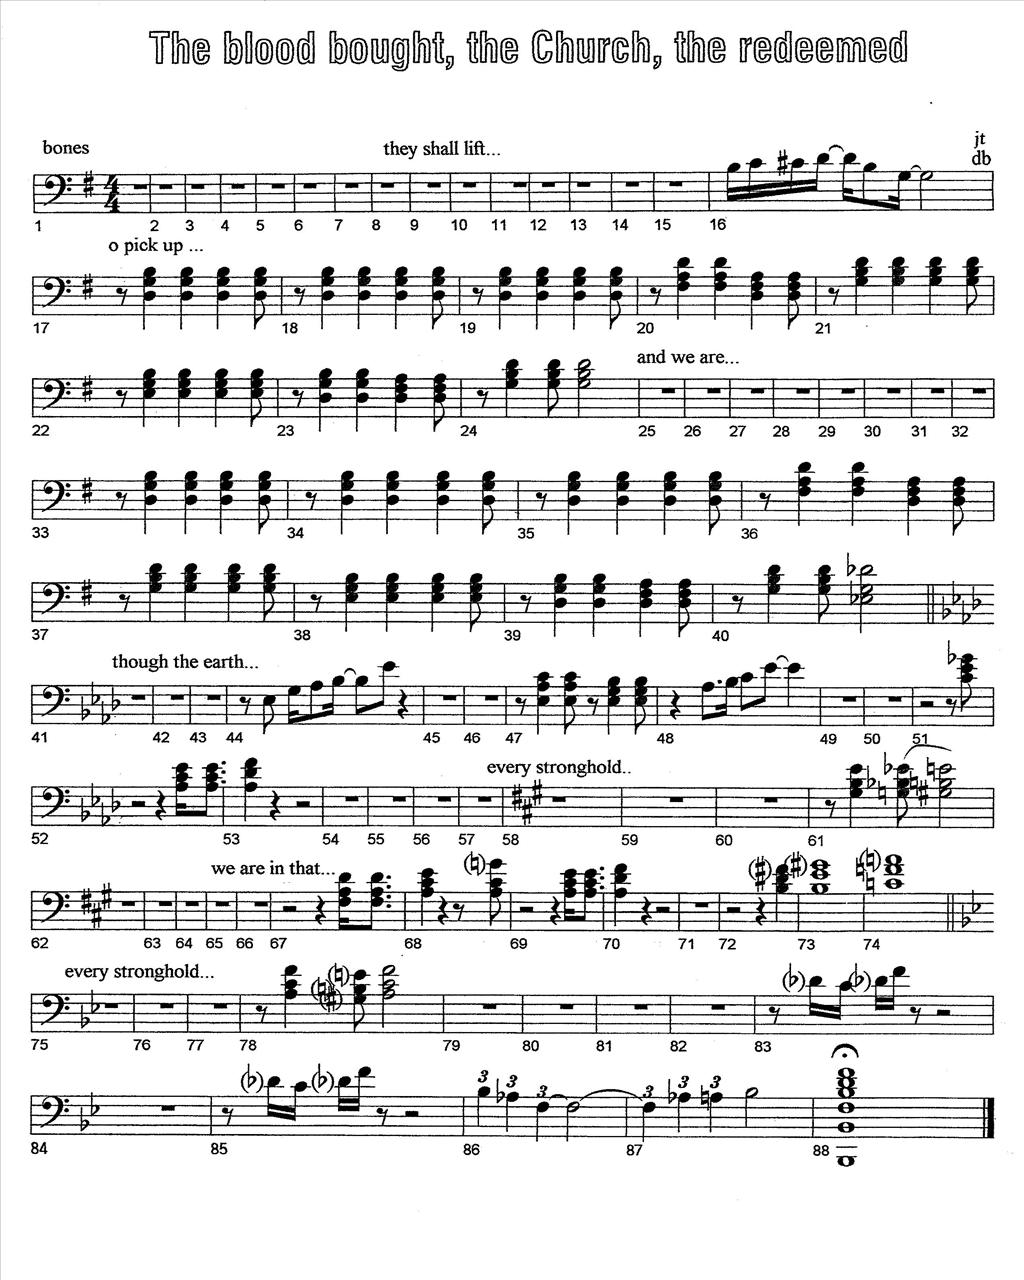 The blood bought, the Church, the redeemed
bones they shall lift... jt
db
1 2 3 4 5 6 7 8 9 10 11 12 13 14 15 16
o pick up ...
17 18 19 20 21
and we are...
22 23 24 25 26 27 28 29 30 31 32
33 34 35 36
37 38 39 40
though the earth...
41 42 43 44 45 46 47 48 49 50 51
every stronghold..
52 53 54 55 56 57 58 59 60 61
we are in that...
62 63 64 65 66 67 68 69 70 71 72 73 74
every stronghold...
75 76 77 78 79 80 81 82 83
3 3 3 3 3 3
84 85 86 87 88